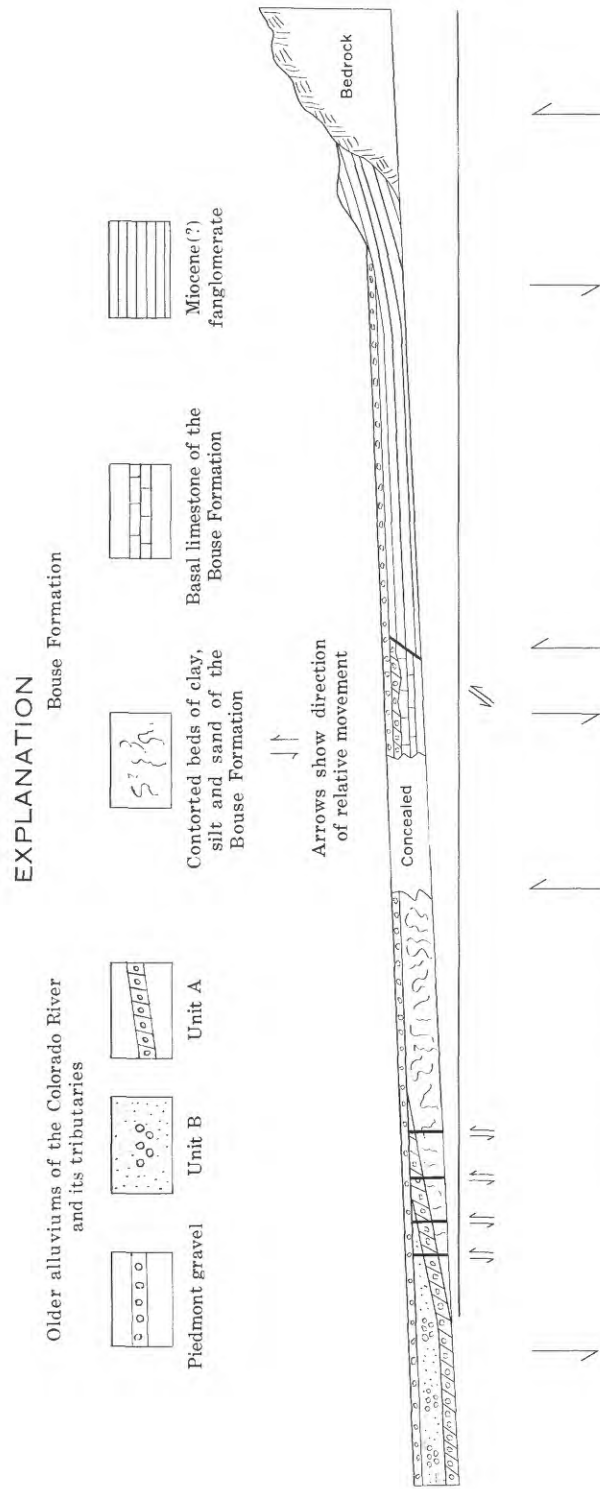 EXPLANATION
Older alluviums of the Colorado River
and its tributaries
Bouse Formation
Piedmont gravel
Unit B
Unit A
Contorted beds of clay,
silt and sand of the
Bouse Formation
Basal limestone of the
Bouse Formation
Miocene(?)
fanglomerate
Arrows show direction
of relative movement
Concealed
Bedrock